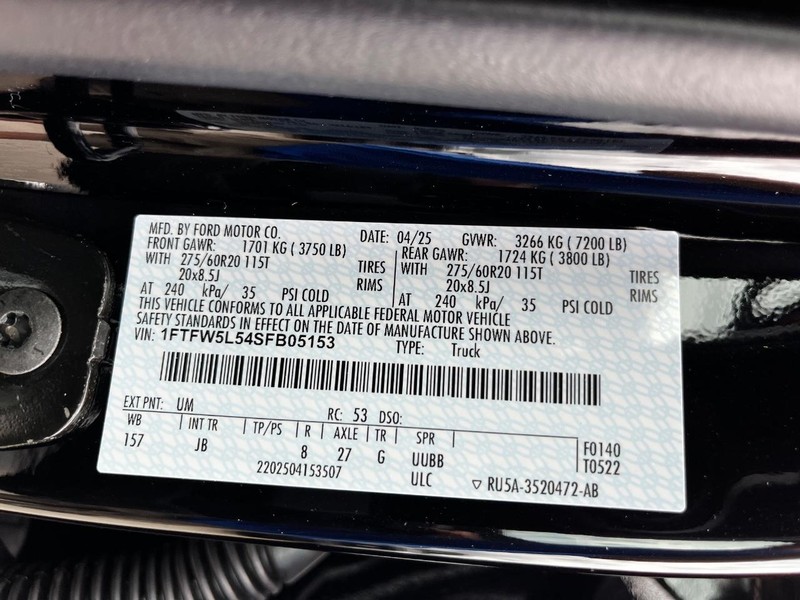 MFD. BY FORD MOTOR CO. DATE: 04/25 GVWR: 3266 KG ( 7200 LB)
FRONT GAWR: 1701 KG ( 3750 LB) REAR GAWR: 1724 KG ( 3800 LB)
WITH 275/60R20 115T TIRES WITH 275/60R20 115T TIRES
20x8.5J RIMS 20x8.5J RIMS
AT 240 kPa/ 35 PSI COLD AT 240 kPa/ 35 PSI COLD
THIS VEHICLE CONFORMS TO ALL APPLICABLE FEDERAL MOTOR VEHICLE
SAFETY STANDARDS IN EFFECT ON THE DATE OF MANUFACTURE SHOWN ABOVE.
VIN: 1FTFW5L54SFB05153 TYPE: Truck
EXT PNT: UM RC: 53 DSO:
WB INT TR TP/PS R AXLE TR SPR F0140
157 JB 8 27 G UUBB T0522
2202504153507 ULC ▽ RU5A-3520472-AB